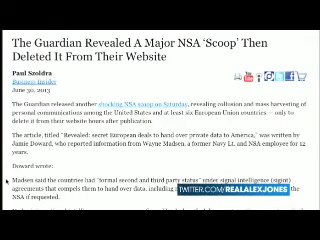 The Guardian Revealed A Major NSA ‘Scoop’ Then
Deleted It From Their Website
Paul Szoldra
Business Insider
June 30, 2013
The Guardian released another shocking NSA scoop on Saturday, revealing collusion and mass harvesting of
personal communications among the United States and at least six European Union countries — only to
delete it from their website hours after publication.
The article, titled “Revealed: secret European deals to hand over private data to America,” was written by
Jamie Doward, who reported information from Wayne Madsen, a former Navy Lt. and NSA employee for 12
years.
Doward wrote:
Madsen said the countries had “formal second and third party status” under signal intelligence (sigint)
agreements that compels them to hand over data, including
the NSA if requested.
TWITTER.COM/REALALEXJONES